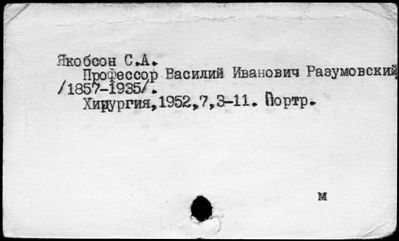 Якобсон С.А.
Профессор Василий Иванович Разумовский
/1857-1935/.
Хирургия,1952,7,3-11. Портр.
м